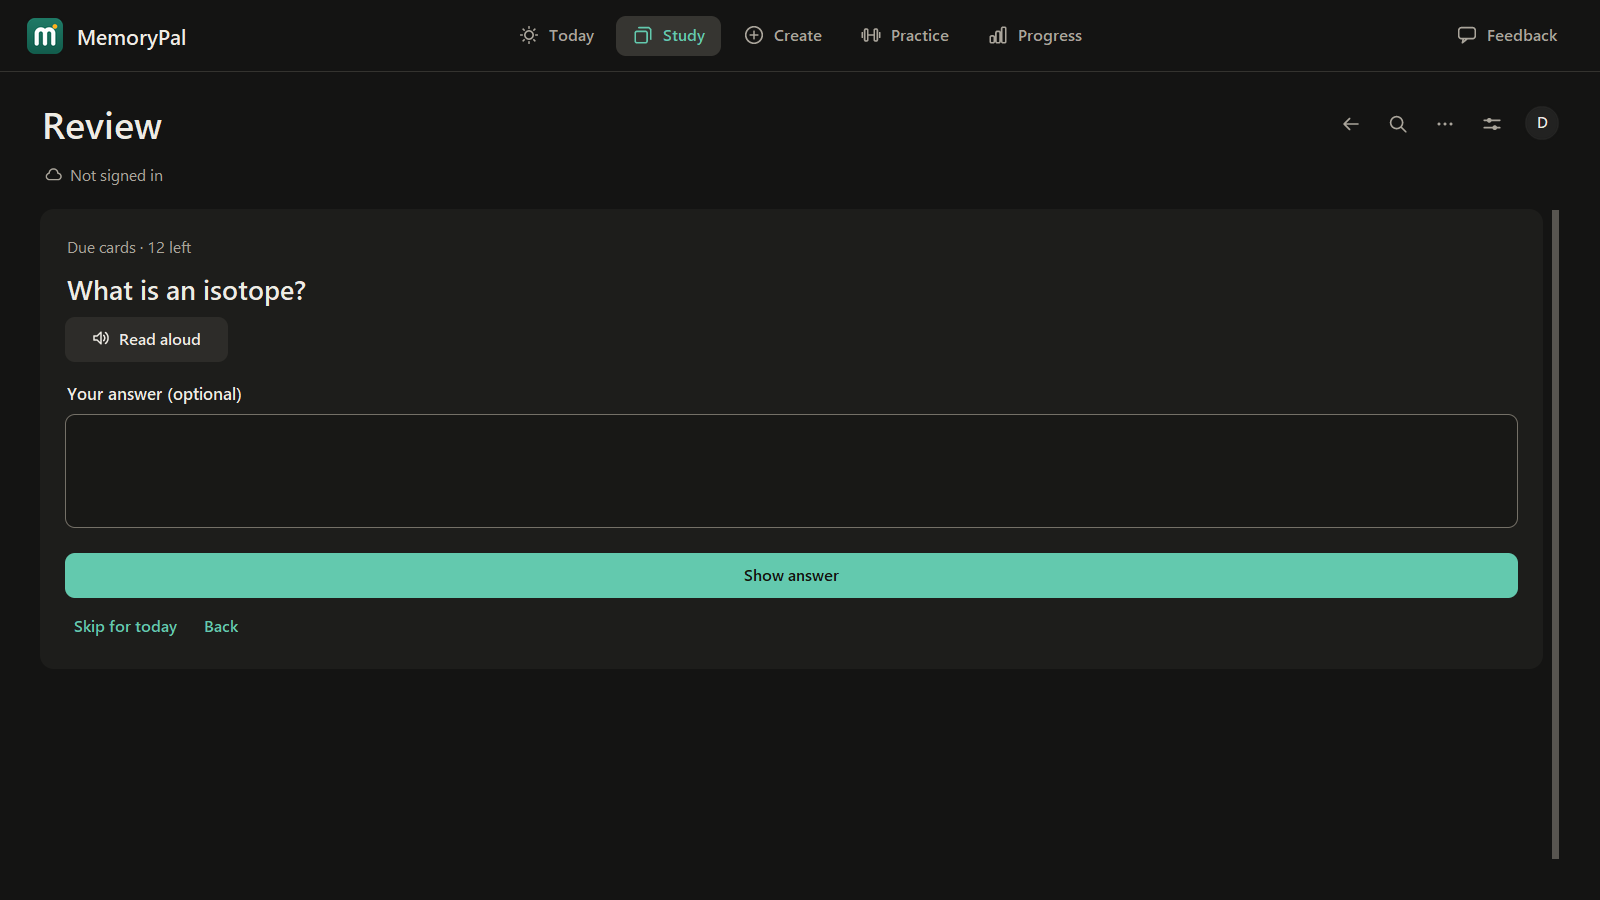 MemoryPal
Today
Study
Create
Practice
Progress
Feedback
Review
D
Not signed in
Due cards · 12 left
What is an isotope?
Read aloud
Your answer (optional)
Show answer
Skip for today
Back